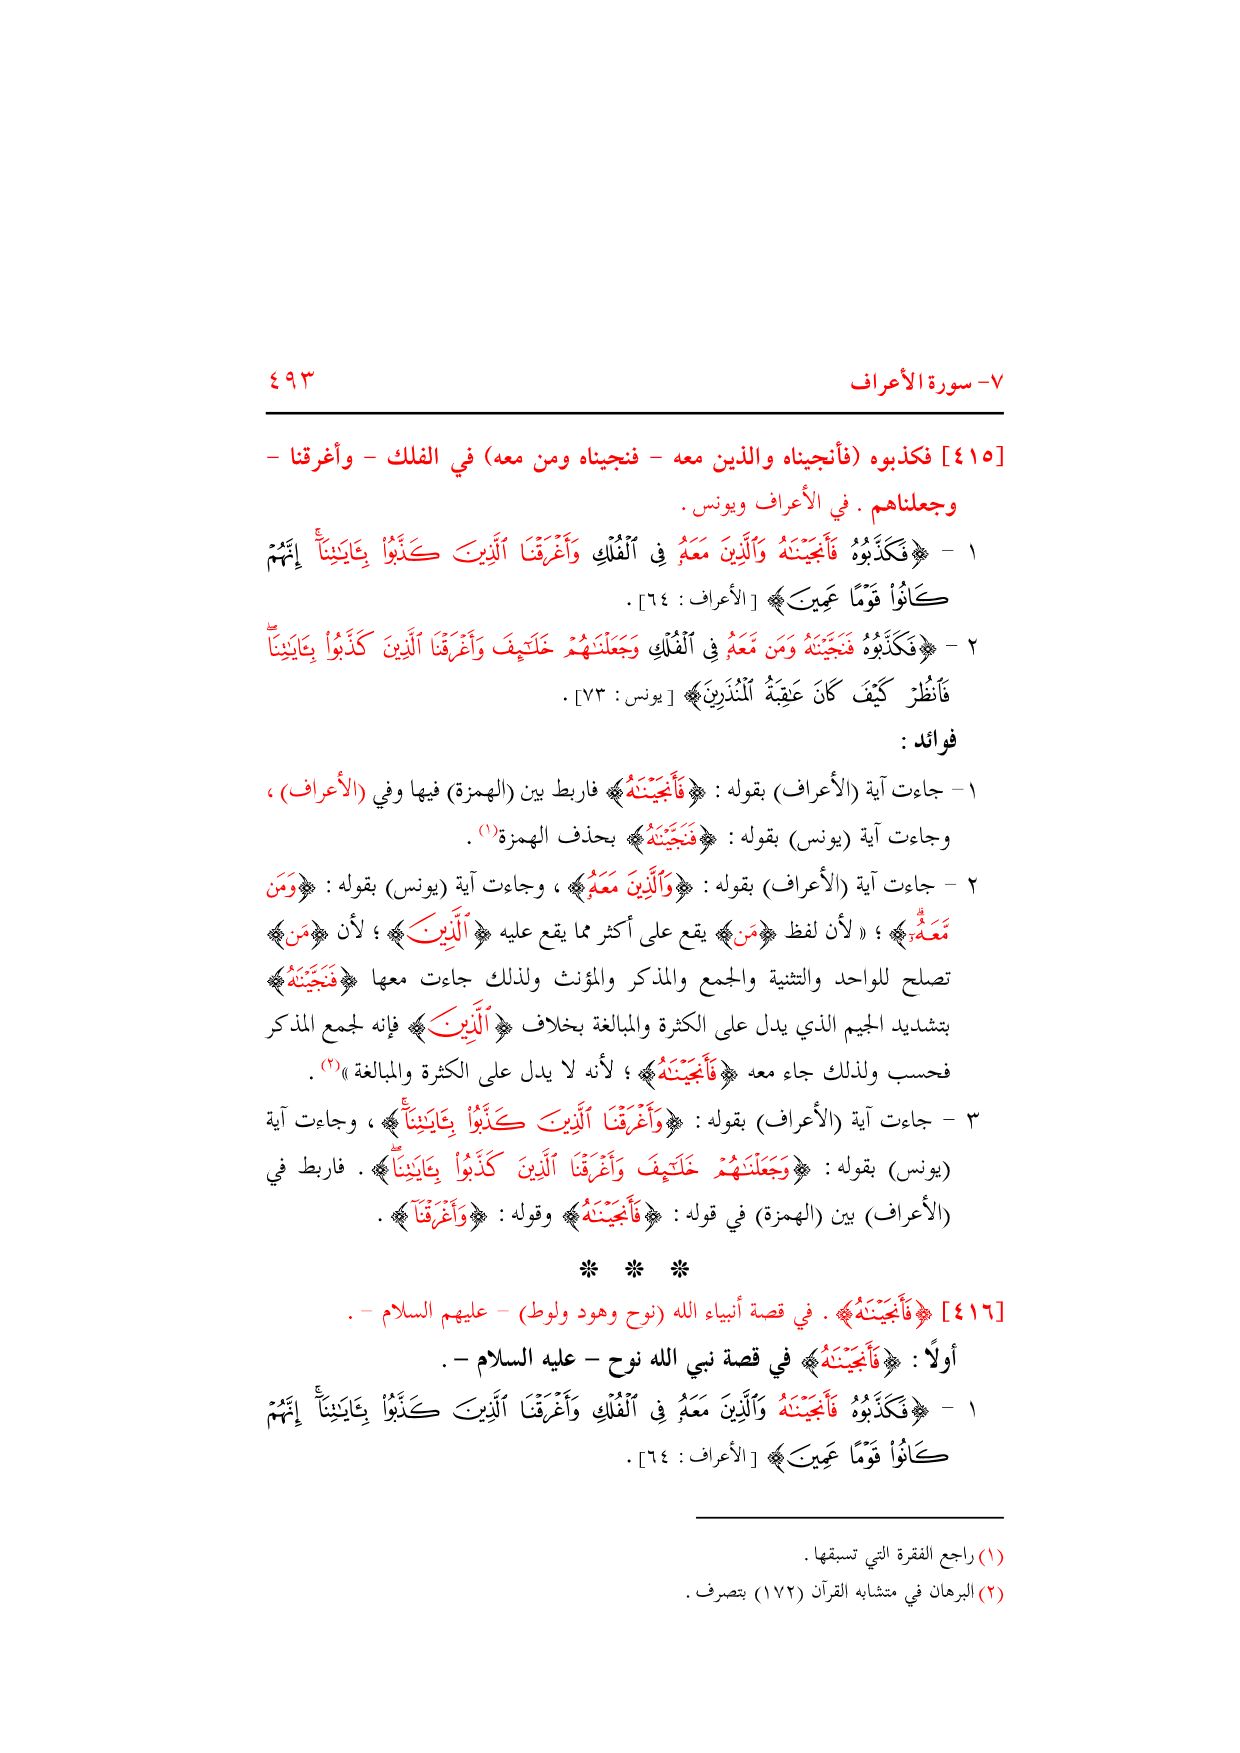 ٧- سورة الأعراف ٤٩٣
[٤١٥] فكذبوه (فأنجيناه والذين معه – فنجيناه ومن معه) في الفلك – وأغرقنا –
وجعلناهم . في الأعراف ويونس .
١ – ﴿فَكَذَّبُوهُ فَأَنجَيۡنَٰهُ وَٱلَّذِينَ مَعَهُۥ فِي ٱلۡفُلۡكِ وَأَغۡرَقۡنَا ٱلَّذِينَ كَذَّبُواْ بِـَٔايَٰتِنَآۚ إِنَّهُمۡ
كَانُواْ قَوۡمًا عَمِينَ﴾ [الأعراف : ٦٤] .
٢ – ﴿فَكَذَّبُوهُ فَنَجَّيۡنَٰهُ وَمَن مَّعَهُۥ فِي ٱلۡفُلۡكِ وَجَعَلۡنَٰهُمۡ خَلَٰٓئِفَ وَأَغۡرَقۡنَا ٱلَّذِينَ كَذَّبُواْ بِـَٔايَٰتِنَاۖ
فَٱنظُرۡ كَيۡفَ كَانَ عَٰقِبَةُ ٱلۡمُنذَرِينَ﴾ [يونس : ٧٣] .
فوائد :
١ – جاءت آية (الأعراف) بقوله : ﴿فَأَنجَيۡنَٰهُ﴾ فاربط بين (الهمزة) فيها وفي (الأعراف) ،
وجاءت آية (يونس) بقوله : ﴿فَنَجَّيۡنَٰهُ﴾ بحذف الهمزة(١) .
٢ – جاءت آية (الأعراف) بقوله : ﴿وَٱلَّذِينَ مَعَهُۥ﴾ ، وجاءت آية (يونس) بقوله : ﴿وَمَن
مَّعَهُۥٓۗ﴾ ؛ « لأن لفظ ﴿مَن﴾ يقع على أكثر مما يقع عليه ﴿ٱلَّذِينَ﴾ ؛ لأن ﴿مَن﴾
تصلح للواحد والتثنية والجمع والمذكر والمؤنث ولذلك جاءت معها ﴿فَنَجَّيۡنَٰهُ﴾
بتشديد الجيم الذي يدل على الكثرة والمبالغة بخلاف ﴿ٱلَّذِينَ﴾ فإنه لجمع المذكر
فحسب ولذلك جاء معه ﴿فَأَنجَيۡنَٰهُ﴾ ؛ لأنه لا يدل على الكثرة والمبالغة »(٢) .
٣ – جاءت آية (الأعراف) بقوله : ﴿وَأَغۡرَقۡنَا ٱلَّذِينَ كَذَّبُواْ بِـَٔايَٰتِنَآۚ﴾ ، وجاءت آية
(يونس) بقوله : ﴿وَجَعَلۡنَٰهُمۡ خَلَٰٓئِفَ وَأَغۡرَقۡنَا ٱلَّذِينَ كَذَّبُواْ بِـَٔايَٰتِنَاۖ﴾ . فاربط في
(الأعراف) بين (الهمزة) في قوله : ﴿فَأَنجَيۡنَٰهُ﴾ وقوله : ﴿وَأَغۡرَقۡنَآ﴾ .
❊ ❊ ❊
[٤١٦] ﴿فَأَنجَيۡنَٰهُ﴾ . في قصة أنبياء الله (نوح وهود ولوط) – عليهم السلام – .
أولًا : ﴿فَأَنجَيۡنَٰهُ﴾ في قصة نبي الله نوح – عليه السلام – .
١ – ﴿فَكَذَّبُوهُ فَأَنجَيۡنَٰهُ وَٱلَّذِينَ مَعَهُۥ فِي ٱلۡفُلۡكِ وَأَغۡرَقۡنَا ٱلَّذِينَ كَذَّبُواْ بِـَٔايَٰتِنَآۚ إِنَّهُمۡ
كَانُواْ قَوۡمًا عَمِينَ﴾ [الأعراف : ٦٤] .
(١) راجع الفقرة التي تسبقها .
(٢) البرهان في متشابه القرآن (١٧٢) بتصرف .